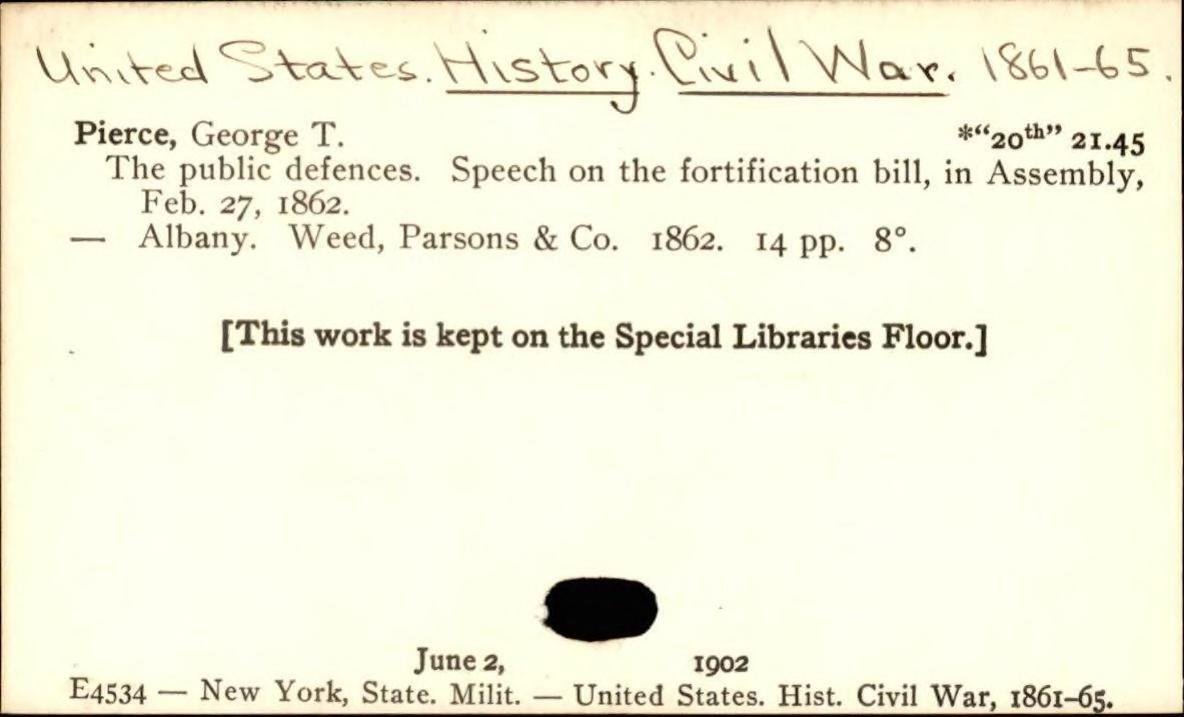 United States. History. Civil War. 1861-65.
Pierce, George T. *“20th” 21.45
The public defences. Speech on the fortification bill, in Assembly,
Feb. 27, 1862.
— Albany. Weed, Parsons & Co. 1862. 14 pp. 8°.
[This work is kept on the Special Libraries Floor.]
June 2, 1902
E4534 — New York, State. Milit. — United States. Hist. Civil War, 1861–65.